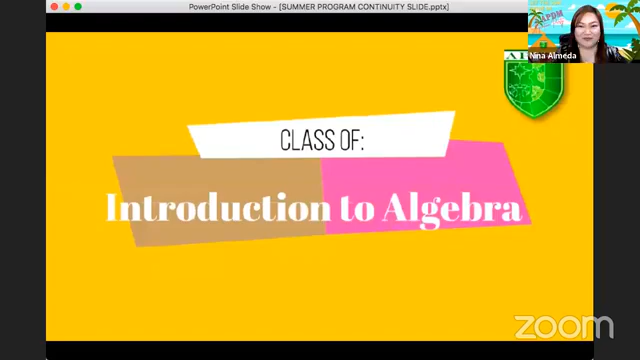 PowerPoint Slide Show - [SUMMER PROGRAM CONTINUITY SLIDE.pptx]
Nina Almeda
CLASS OF:
Introduction to Algebra
zoom